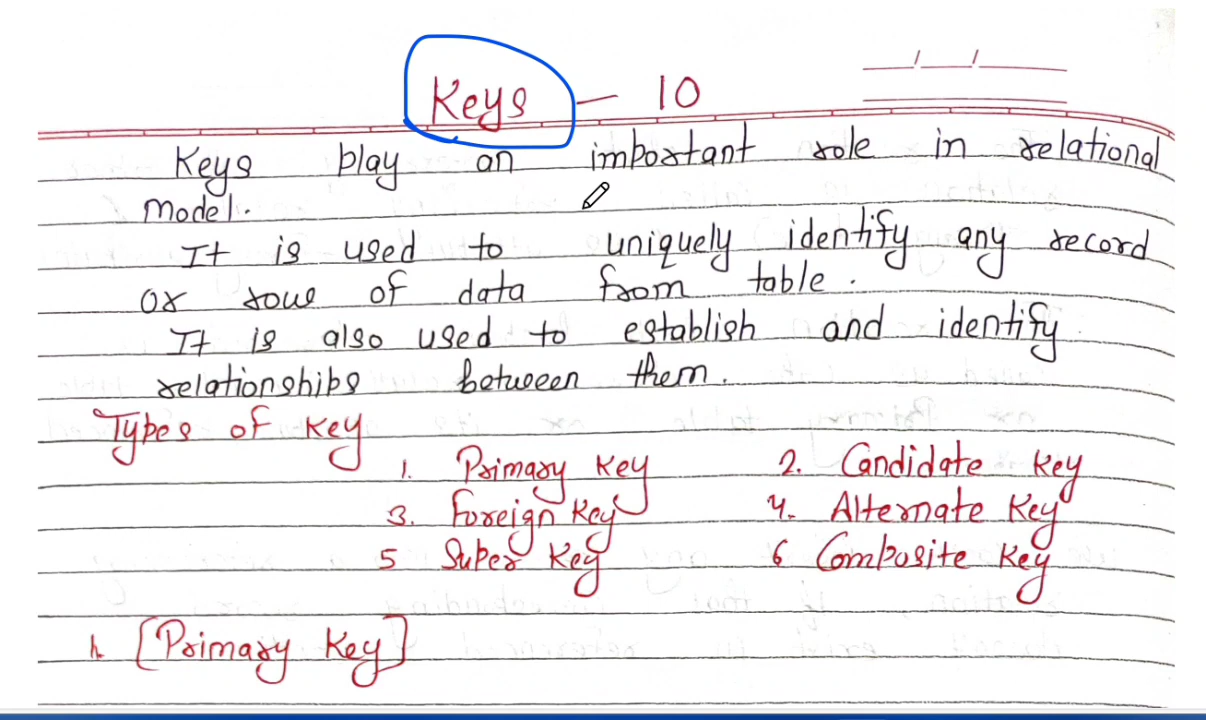 Keys — 10
Keys play an important role in relational
Model.
It is used to uniquely identify any record
or rows of data from table.
It is also used to establish and identify
relationships between them.
Types of Key
1. Primary Key 2. Candidate Key
3. Foreign Key 4. Alternate Key
5 Super Key 6 Composite Key
1. [Primary Key]